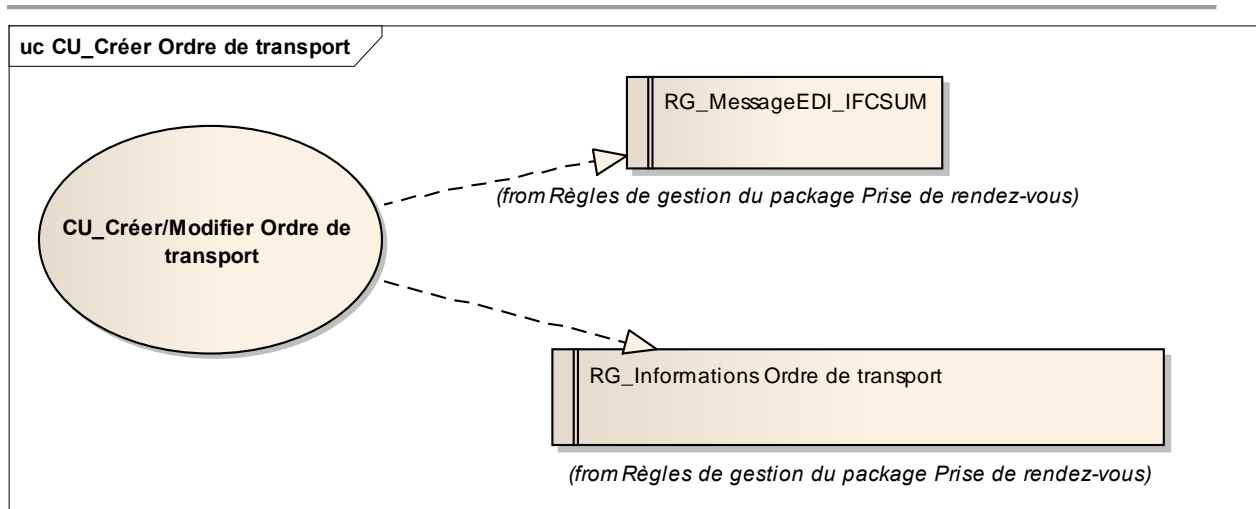 uc CU_Créer Ordre de transport
RG_MessageEDI_IFCSUM
(from Règles de gestion du package Prise de rendez-vous)
CU_Créer/Modifier Ordre de
transport
RG_Informations Ordre de transport
(from Règles de gestion du package Prise de rendez-vous)